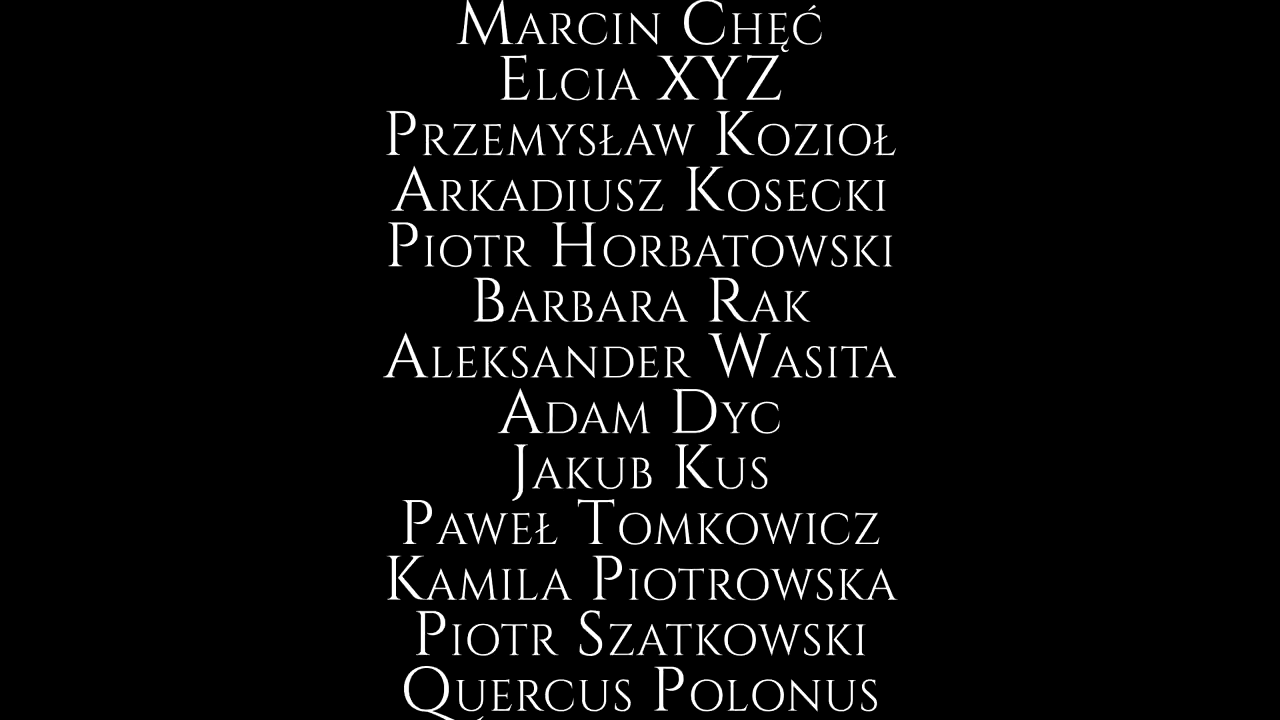 Marcin Chęć
Elcia XYZ
Przemysław Kozioł
Arkadiusz Kosecki
Piotr Horbatowski
Barbara Rak
Aleksander Wasita
Adam Dyc
Jakub Kus
Paweł Tomkowicz
Kamila Piotrowska
Piotr Szatkowski
Quercus Polonus